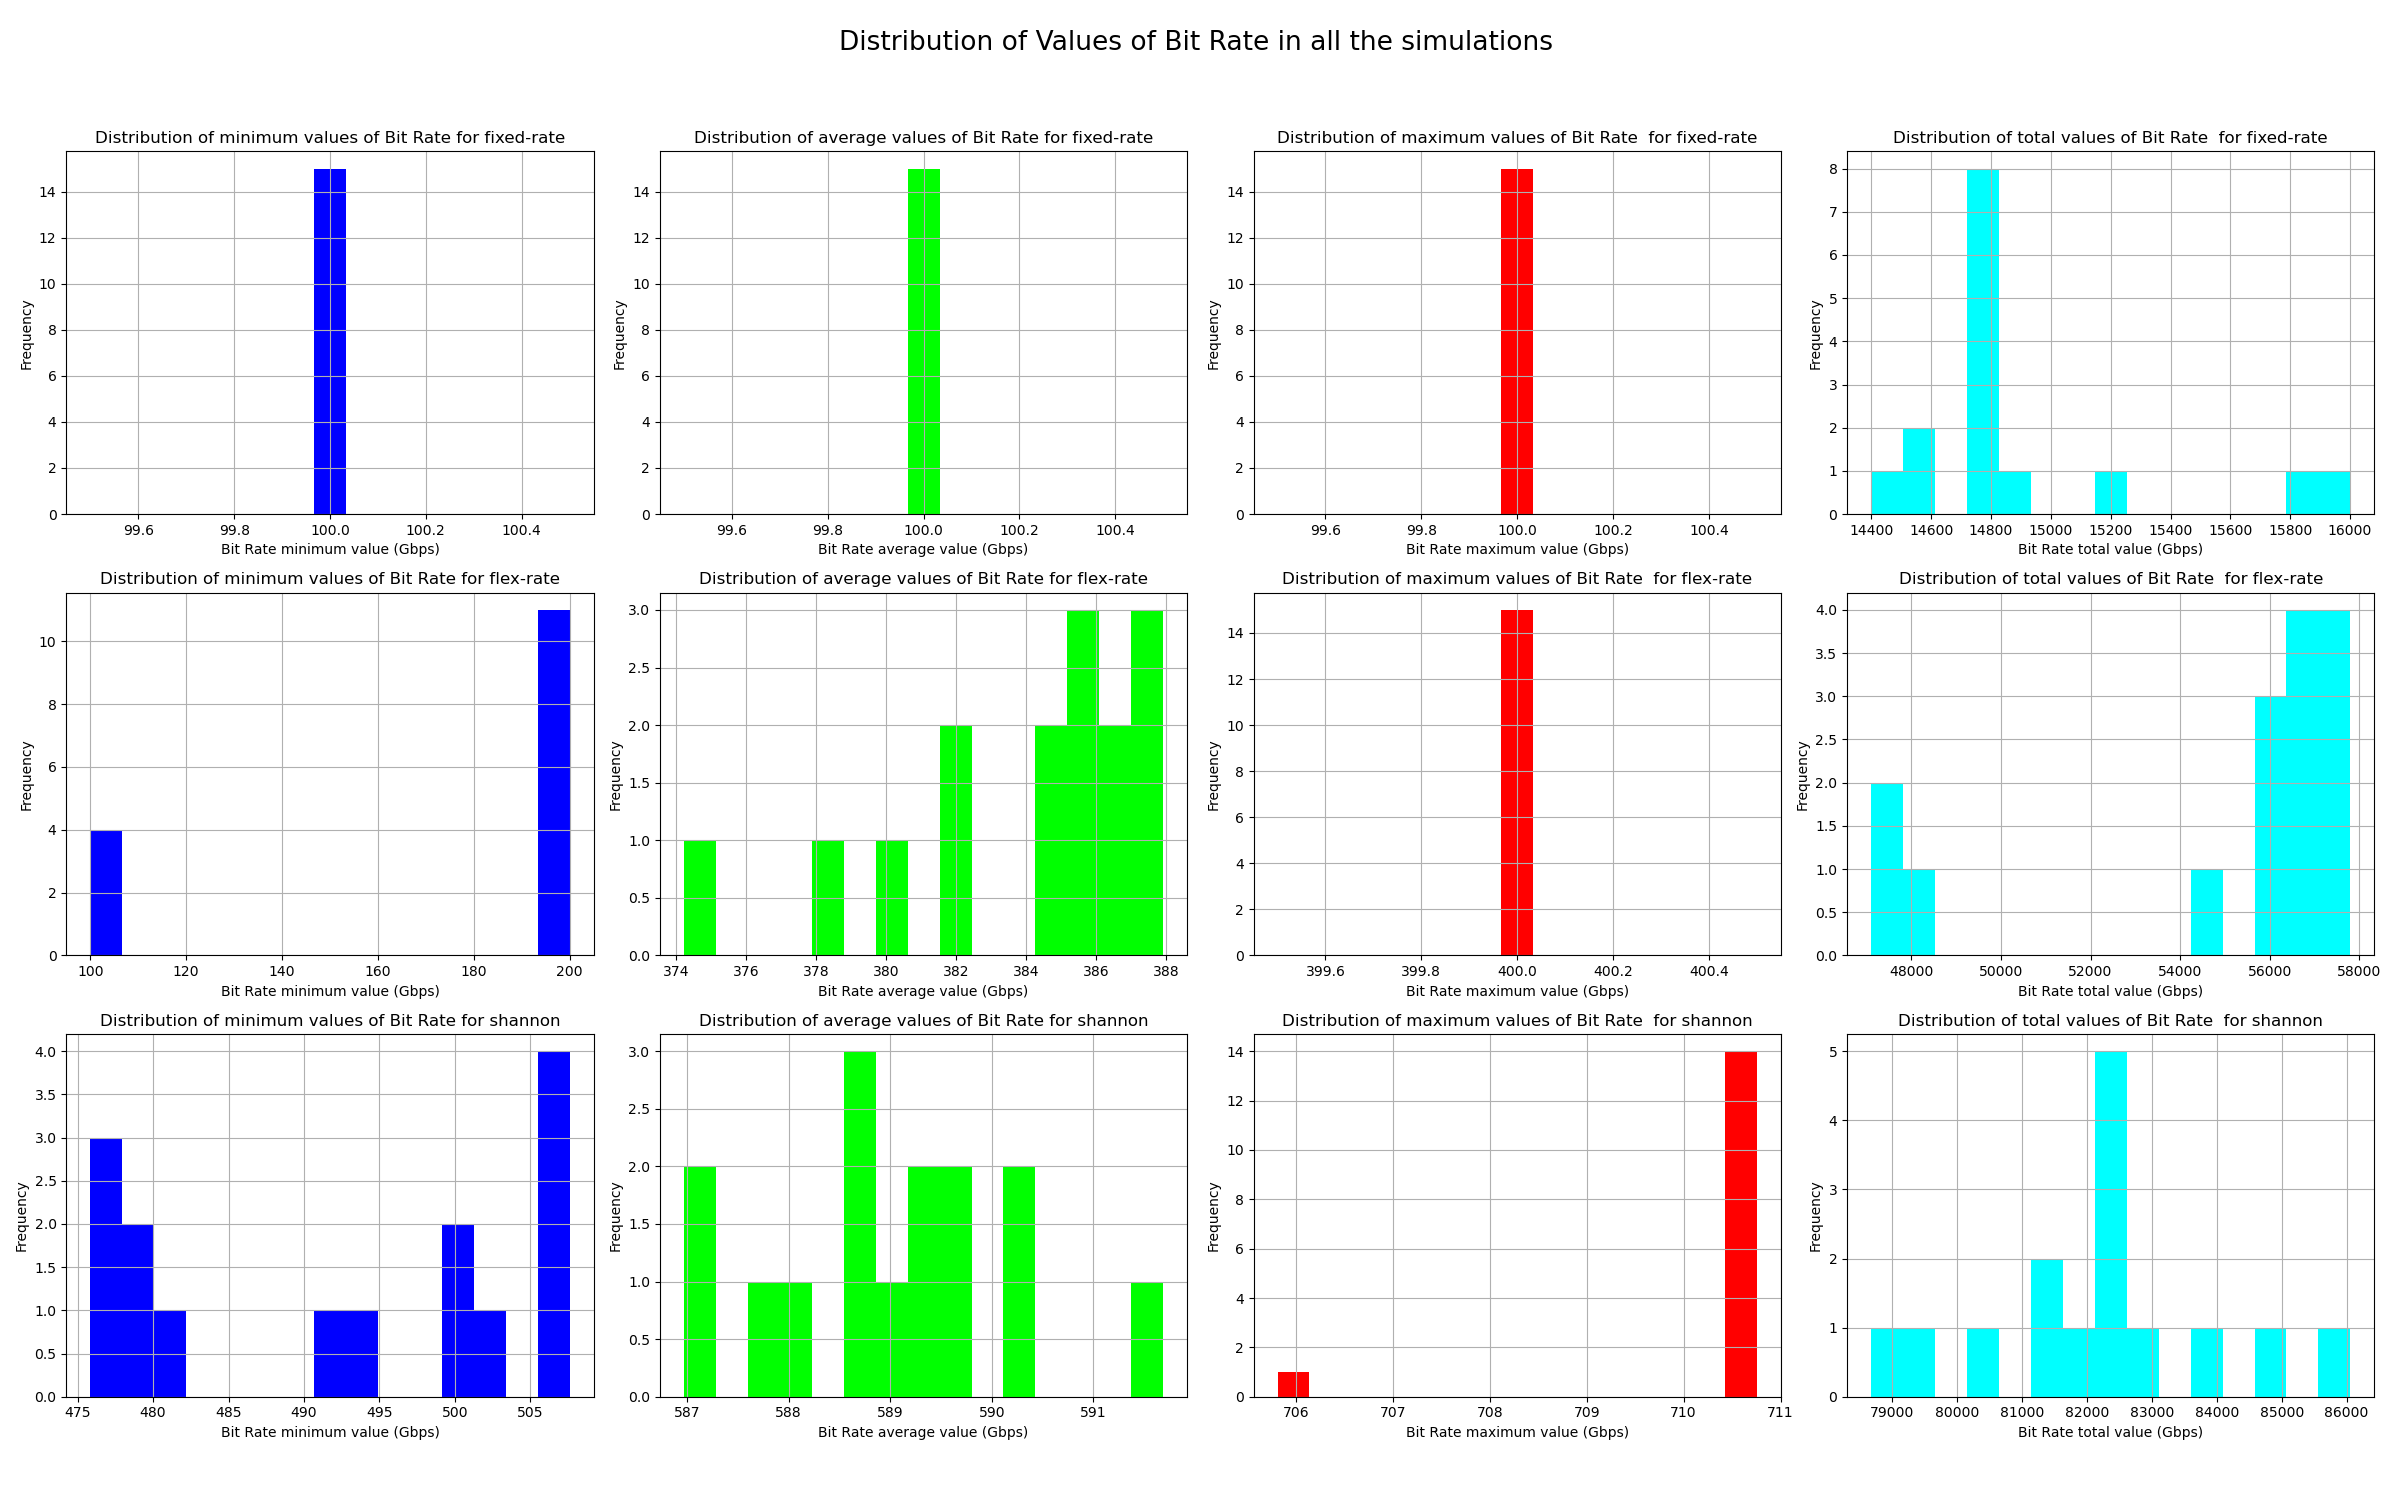 Distribution of Values of Bit Rate in all the simulations
Distribution of minimum values of Bit Rate for fixed-rate
Frequency
0 2 4 6 8 10 12 14
99.6 99.8 100.0 100.2 100.4
Bit Rate minimum value (Gbps)
Distribution of average values of Bit Rate for fixed-rate
Frequency
0 2 4 6 8 10 12 14
99.6 99.8 100.0 100.2 100.4
Bit Rate average value (Gbps)
Distribution of maximum values of Bit Rate  for fixed-rate
Frequency
0 2 4 6 8 10 12 14
99.6 99.8 100.0 100.2 100.4
Bit Rate maximum value (Gbps)
Distribution of total values of Bit Rate  for fixed-rate
Frequency
0 1 2 3 4 5 6 7 8
14400 14600 14800 15000 15200 15400 15600 15800 16000
Bit Rate total value (Gbps)
Distribution of minimum values of Bit Rate for flex-rate
Frequency
0 2 4 6 8 10
100 120 140 160 180 200
Bit Rate minimum value (Gbps)
Distribution of average values of Bit Rate for flex-rate
Frequency
0.0 0.5 1.0 1.5 2.0 2.5 3.0
374 376 378 380 382 384 386 388
Bit Rate average value (Gbps)
Distribution of maximum values of Bit Rate  for flex-rate
Frequency
0 2 4 6 8 10 12 14
399.6 399.8 400.0 400.2 400.4
Bit Rate maximum value (Gbps)
Distribution of total values of Bit Rate  for flex-rate
Frequency
0.0 0.5 1.0 1.5 2.0 2.5 3.0 3.5 4.0
48000 50000 52000 54000 56000 58000
Bit Rate total value (Gbps)
Distribution of minimum values of Bit Rate for shannon
Frequency
0.0 0.5 1.0 1.5 2.0 2.5 3.0 3.5 4.0
475 480 485 490 495 500 505
Bit Rate minimum value (Gbps)
Distribution of average values of Bit Rate for shannon
Frequency
0.0 0.5 1.0 1.5 2.0 2.5 3.0
587 588 589 590 591
Bit Rate average value (Gbps)
Distribution of maximum values of Bit Rate  for shannon
Frequency
0 2 4 6 8 10 12 14
706 707 708 709 710 711
Bit Rate maximum value (Gbps)
Distribution of total values of Bit Rate  for shannon
Frequency
0 1 2 3 4 5
79000 80000 81000 82000 83000 84000 85000 86000
Bit Rate total value (Gbps)